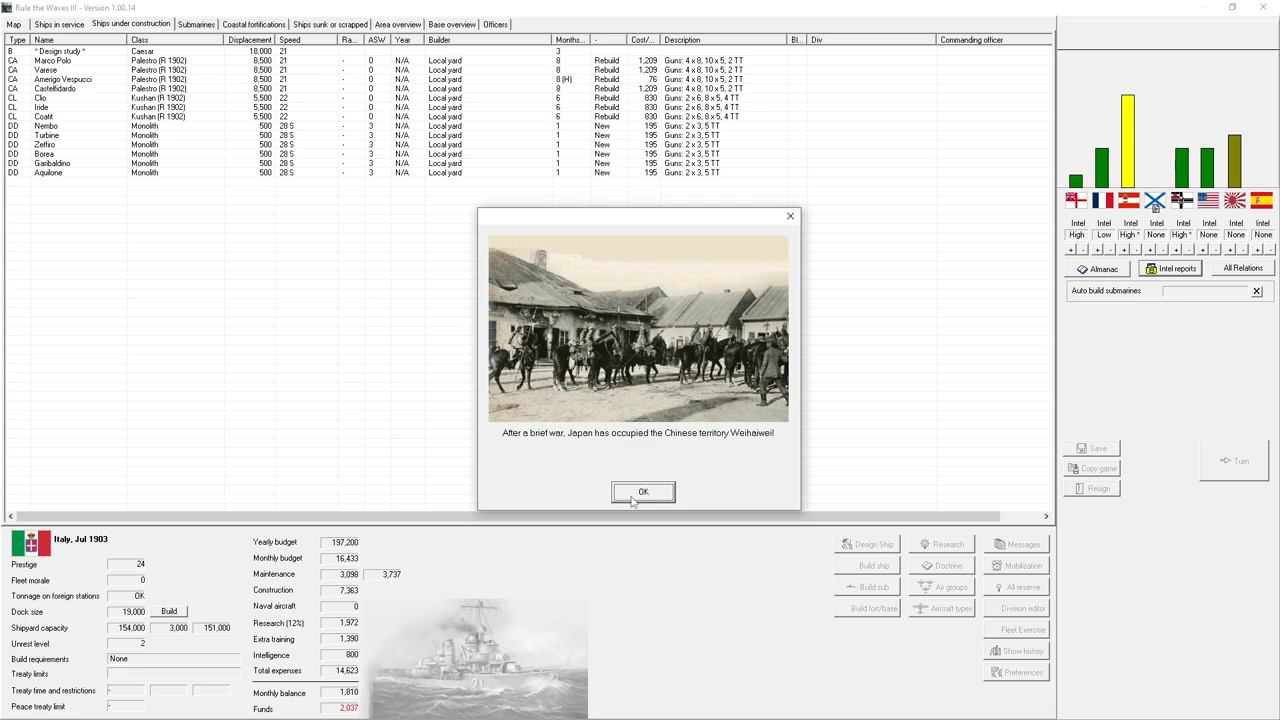 Rule the Waves III - Version 1.00.14
Map Ships in service Ships under construction Submarines Coastal fortifications Ships sunk or scrapped Area overview Base overview Officers
Type Name Class Displacement Speed Ra... ASW Year Builder Months... - Cost/... Description Bl... Div Commanding officer
B * Design study * Caesar 18,000 21 3
CA Marco Polo Palestro (R 1902) 8,500 21 - 0 N/A Local yard 8 Rebuild 1,209 Guns: 4 x 8, 10 x 5, 2 TT
CA Varese Palestro (R 1902) 8,500 21 - 0 N/A Local yard 8 Rebuild 1,209 Guns: 4 x 8, 10 x 5, 2 TT
CA Amerigo Vespucci Palestro (R 1902) 8,500 21 - 0 N/A Local yard 8 (H) Rebuild 76 Guns: 4 x 8, 10 x 5, 2 TT
CA Castelfidardo Palestro (R 1902) 8,500 21 - 0 N/A Local yard 8 Rebuild 1,209 Guns: 4 x 8, 10 x 5, 2 TT
CL Clio Kushan (R 1902) 5,500 22 - 0 N/A Local yard 6 Rebuild 830 Guns: 2 x 6, 8 x 5, 4 TT
CL Iride Kushan (R 1902) 5,500 22 - 0 N/A Local yard 6 Rebuild 830 Guns: 2 x 6, 8 x 5, 4 TT
CL Coatit Kushan (R 1902) 5,500 22 - 0 N/A Local yard 6 Rebuild 830 Guns: 2 x 6, 8 x 5, 4 TT
DD Nembo Monolith 500 28 S - 3 N/A Local yard 1 New 195 Guns: 2 x 3, 5 TT
DD Turbine Monolith 500 28 S - 3 N/A Local yard 1 New 195 Guns: 2 x 3, 5 TT
DD Zeffiro Monolith 500 28 S - 3 N/A Local yard 1 New 195 Guns: 2 x 3, 5 TT
DD Borea Monolith 500 28 S - 3 N/A Local yard 1 New 195 Guns: 2 x 3, 5 TT
DD Garibaldino Monolith 500 28 S - 3 N/A Local yard 1 New 195 Guns: 2 x 3, 5 TT
DD Aquilone Monolith 500 28 S - 3 N/A Local yard 1 New 195 Guns: 2 x 3, 5 TT
After a brief war, Japan has occupied the Chinese territory Weihaiwei!
OK
Intel Intel Intel Intel Intel Intel Intel Intel
High Low High * None High * None None None
+ - + - + - + - + - + - + - + -
Almanac Intel reports All Relations
Auto build submarines X
Save
Copy game
Resign
Turn
Italy, Jul 1903
Prestige 24
Fleet morale 0
Tonnage on foreign stations OK
Dock size 19,000 Build
Shipyard capacity 154,000 3,000 151,000
Unrest level 2
Build requirements None
Treaty limits
Treaty time and restrictions -
Peace treaty limit -
Yearly budget 197,200
Monthly budget 16,433
Maintenance 3,098 3,737
Construction 7,363
Naval aircraft 0
Research (12%) 1,972
Extra training 1,390
Intelligence 800
Total expenses 14,623
Monthly balance 1,810
Funds 2,037
Design Ship Research Messages
Build ship Doctrine Mobilization
Build sub Air groups All reserve
Build fort/base Aircraft types Division editor
Fleet Exercise
Show history
Preferences